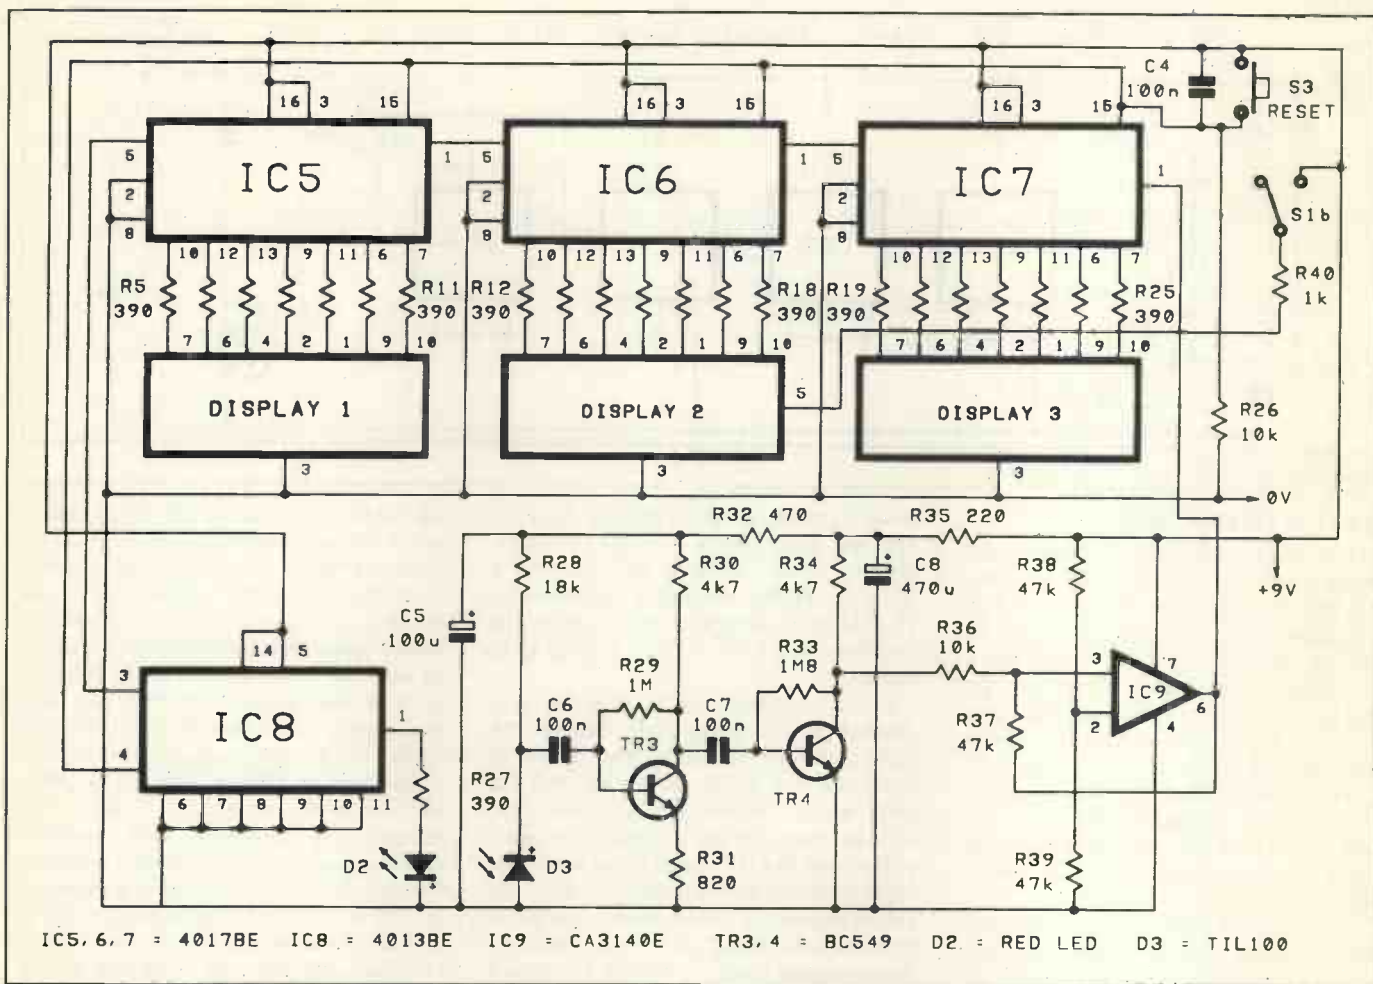 C4
100n
S3
RESET
16 3 15
16 3 15
16 3 15
IC5
IC6
IC7
5
2
8
1
5
2
8
1
5
2
8
1
S1b
10 12 13 9 11 6 7
10 12 13 9 11 6 7
10 12 13 9 11 6 7
R5
390
R11
390
R12
390
R18
390
R19
390
R25
390
R40
1k
7 6 4 2 1 9 10
7 6 4 2 1 9 10
7 6 4 2 1 9 10
DISPLAY 1
DISPLAY 2
DISPLAY 3
5
R26
10k
3
3
3
0V
R32 470
R35 220
R28
18k
R30
4k7
R34
4k7
C8
470u
R38
47k
+9V
C5
100u
14 5
R29
1M
R33
1M8
R36
10k
3
7
IC9
6
2
4
3
IC8
1
4
C6
100n
TR3
C7
100n
R37
47k
R27
390
TR4
6 7 8 9 10 11
D2
D3
R31
820
R39
47k
IC5,6,7 = 4017BE IC8 = 4013BE IC9 = CA3140E TR3,4 = BC549 D2 = RED LED D3 = TIL100